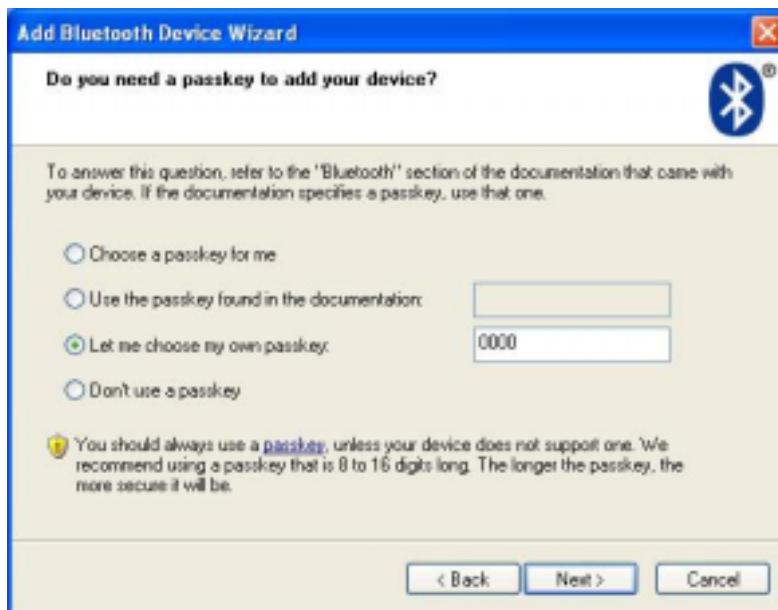 Add Bluetooth Device Wizard
Do you need a passkey to add your device?
®
To answer this question, refer to the "Bluetooth" section of the documentation that came with
your device. If the documentation specifies a passkey, use that one.
Choose a passkey for me
Use the passkey found in the documentation:
Let me choose my own passkey:
0000
Don't use a passkey
You should always use a passkey, unless your device does not support one. We
recommend using a passkey that is 8 to 16 digits long. The longer the passkey, the
more secure it will be.
< Back
Next >
Cancel